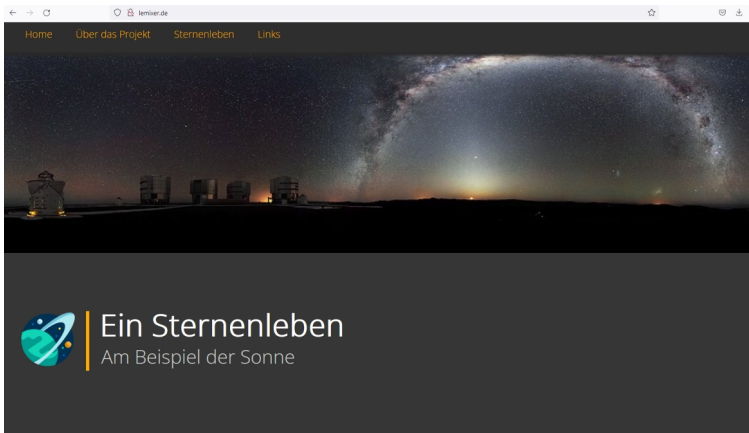 lemixer.de
Home Über das Projekt Sternenleben Links
Ein Sternenleben
Am Beispiel der Sonne